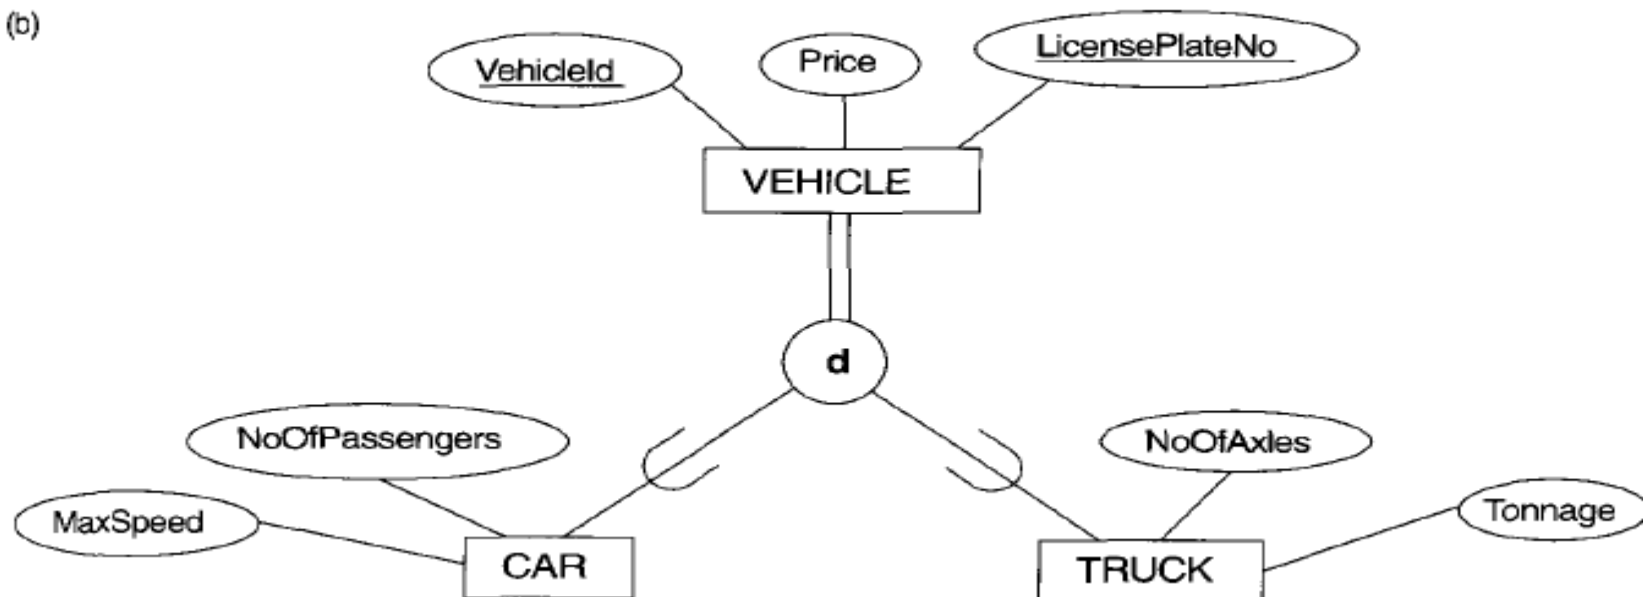 (b)
VehicleId
Price
LicensePlateNo
VEHICLE
d
NoOfPassengers
NoOfAxles
MaxSpeed
Tonnage
CAR
TRUCK